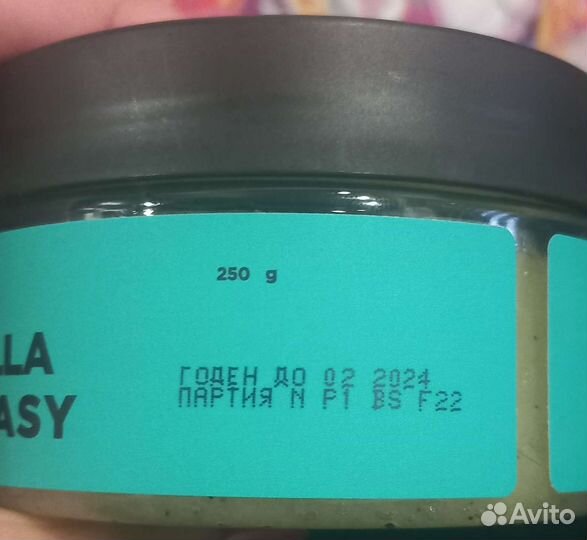 250 g
LLA
ASY
ГОДЕН ДО 02 2024
ПАРТИЯ N P1 BS F22
Avito